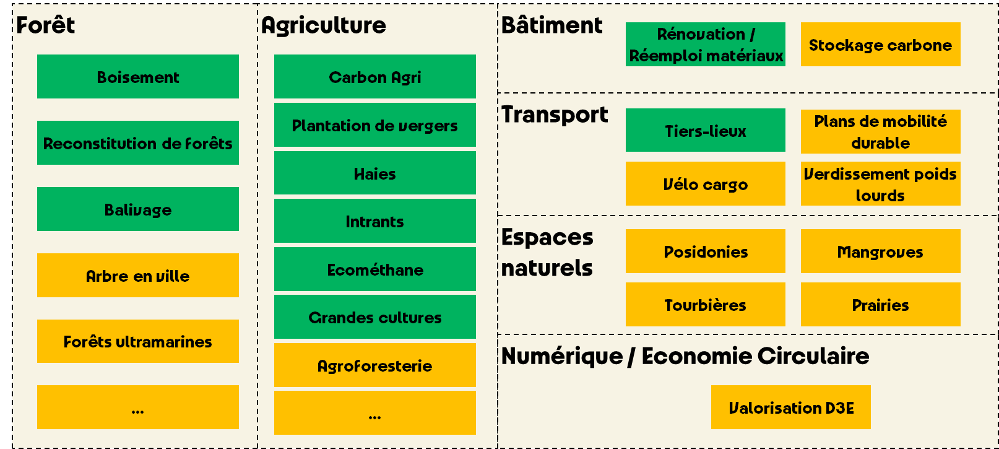 Forêt
Boisement
Reconstitution de forêts
Balivage
Arbre en ville
Forêts ultramarines
...
Agriculture
Carbon Agri
Plantation de vergers
Haies
Intrants
Ecométhane
Grandes cultures
Agroforesterie
...
Bâtiment
Rénovation /
Réemploi matériaux
Stockage carbone
Transport
Tiers-lieux
Plans de mobilité
durable
Vélo cargo
Verdissement poids
lourds
Espaces
naturels
Posidonies
Mangroves
Tourbières
Prairies
Numérique / Economie Circulaire
Valorisation D3E